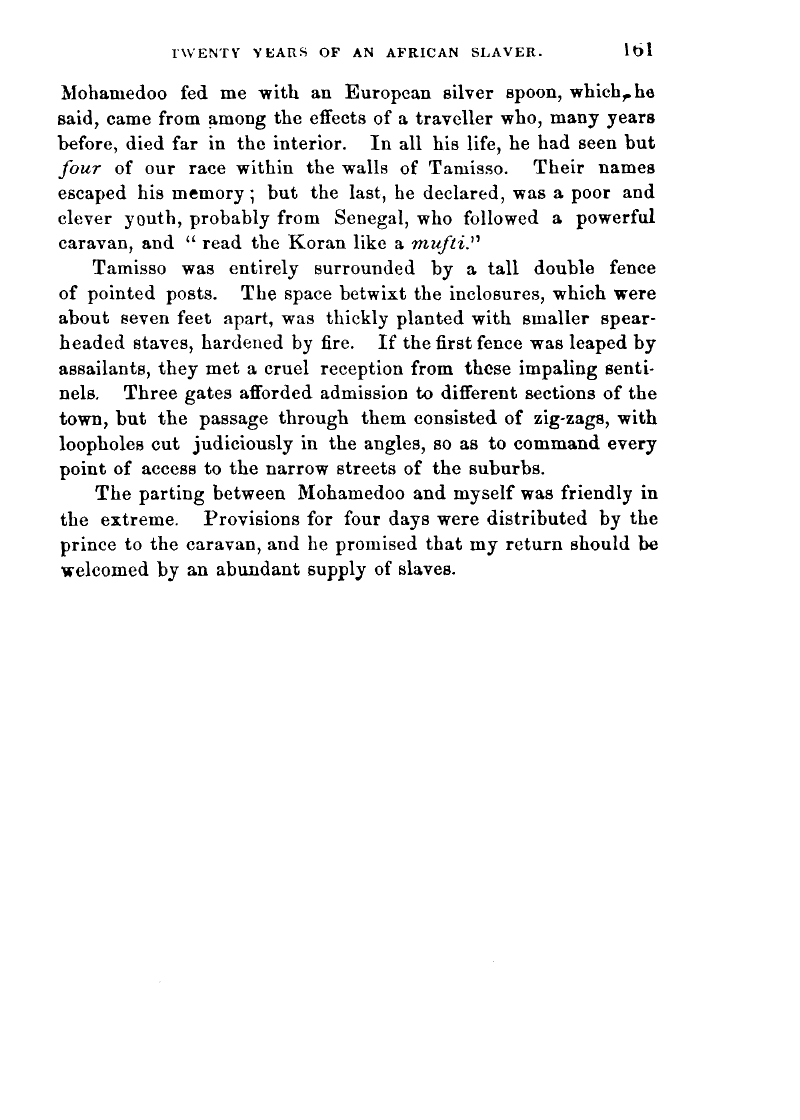 TWENTY YEARS OF AN AFRICAN SLAVER. 161
Mohamedoo fed me with an European silver spoon, which, he
said, came from among the effects of a traveller who, many years
before, died far in the interior. In all his life, he had seen but
four of our race within the walls of Tamisso. Their names
escaped his memory; but the last, he declared, was a poor and
clever youth, probably from Senegal, who followed a powerful
caravan, and “ read the Koran like a mufti.”
Tamisso was entirely surrounded by a tall double fence
of pointed posts. The space betwixt the inclosures, which were
about seven feet apart, was thickly planted with smaller spear-
headed staves, hardened by fire. If the first fence was leaped by
assailants, they met a cruel reception from these impaling senti-
nels. Three gates afforded admission to different sections of the
town, but the passage through them consisted of zig-zags, with
loopholes cut judiciously in the angles, so as to command every
point of access to the narrow streets of the suburbs.
The parting between Mohamedoo and myself was friendly in
the extreme. Provisions for four days were distributed by the
prince to the caravan, and he promised that my return should be
welcomed by an abundant supply of slaves.